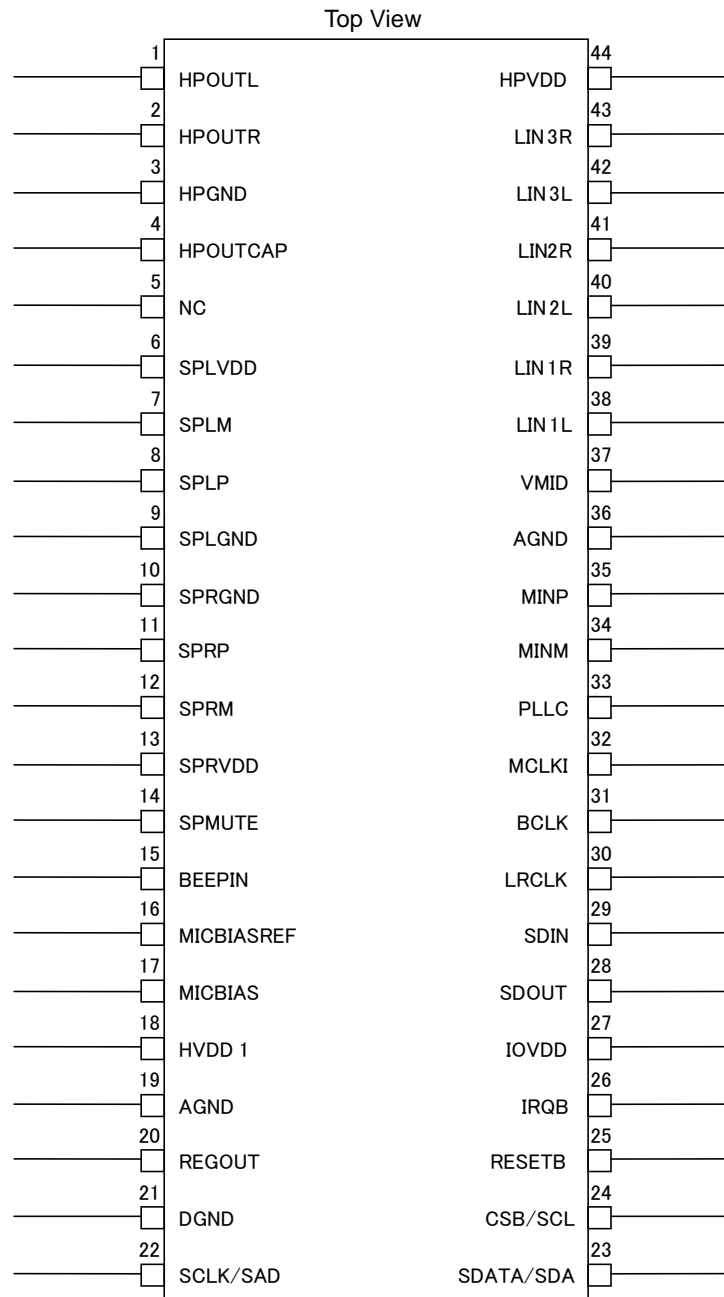 Top View
1 44
HPOUTL HPVDD
2 43
HPOUTR LIN3R
3 42
HPGND LIN3L
4 41
HPOUTCAP LIN2R
5 40
NC LIN2L
6 39
SPLVDD LIN1R
7 38
SPLM LIN1L
8 37
SPLP VMID
9 36
SPLGND AGND
10 35
SPRGND MINP
11 34
SPRP MINM
12 33
SPRM PLLC
13 32
SPRVDD MCLKI
14 31
SPMUTE BCLK
15 30
BEEPIN LRCLK
16 29
MICBIASREF SDIN
17 28
MICBIAS SDOUT
18 27
HVDD 1 IOVDD
19 26
AGND IRQB
20 25
REGOUT RESETB
21 24
DGND CSB/SCL
22 23
SCLK/SAD SDATA/SDA